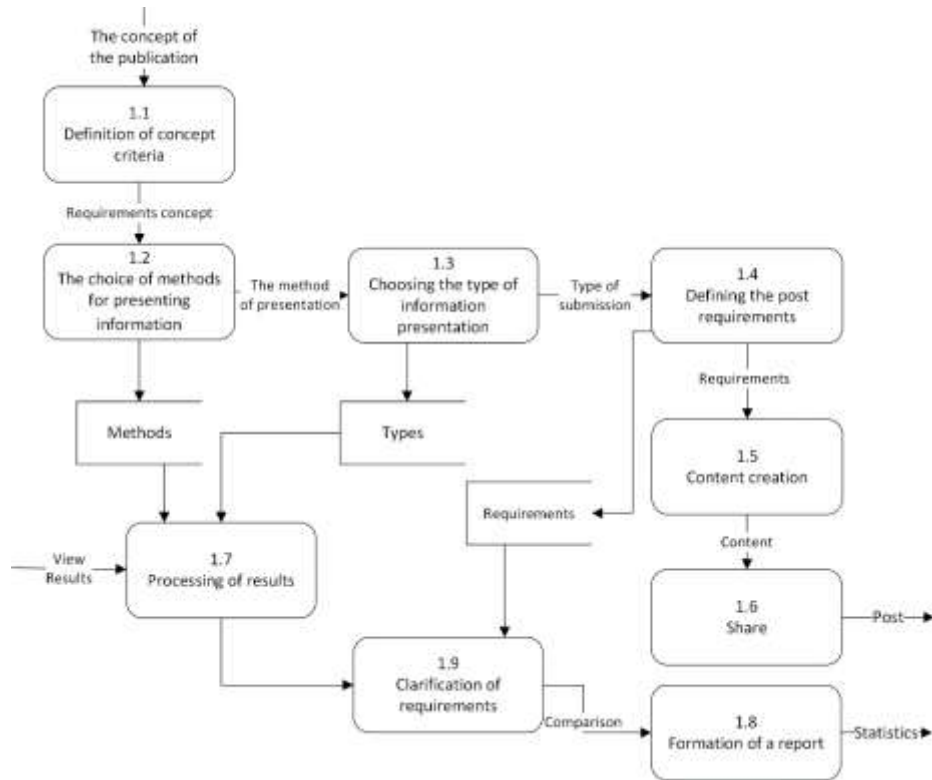 The concept of
the publication
1.1
Definition of concept
criteria
Requirements concept
1.2
The choice of methods
for presenting
information
The method
of presentation
1.3
Choosing the type of
information
presentation
Type of
submission
1.4
Defining the post
requirements
Requirements
Methods
Types
1.5
Content creation
Requirements
Content
View
Results
1.7
Processing of results
1.6
Share
Post
1.9
Clarification of
requirements
Comparison
1.8
Formation of a report
Statistics